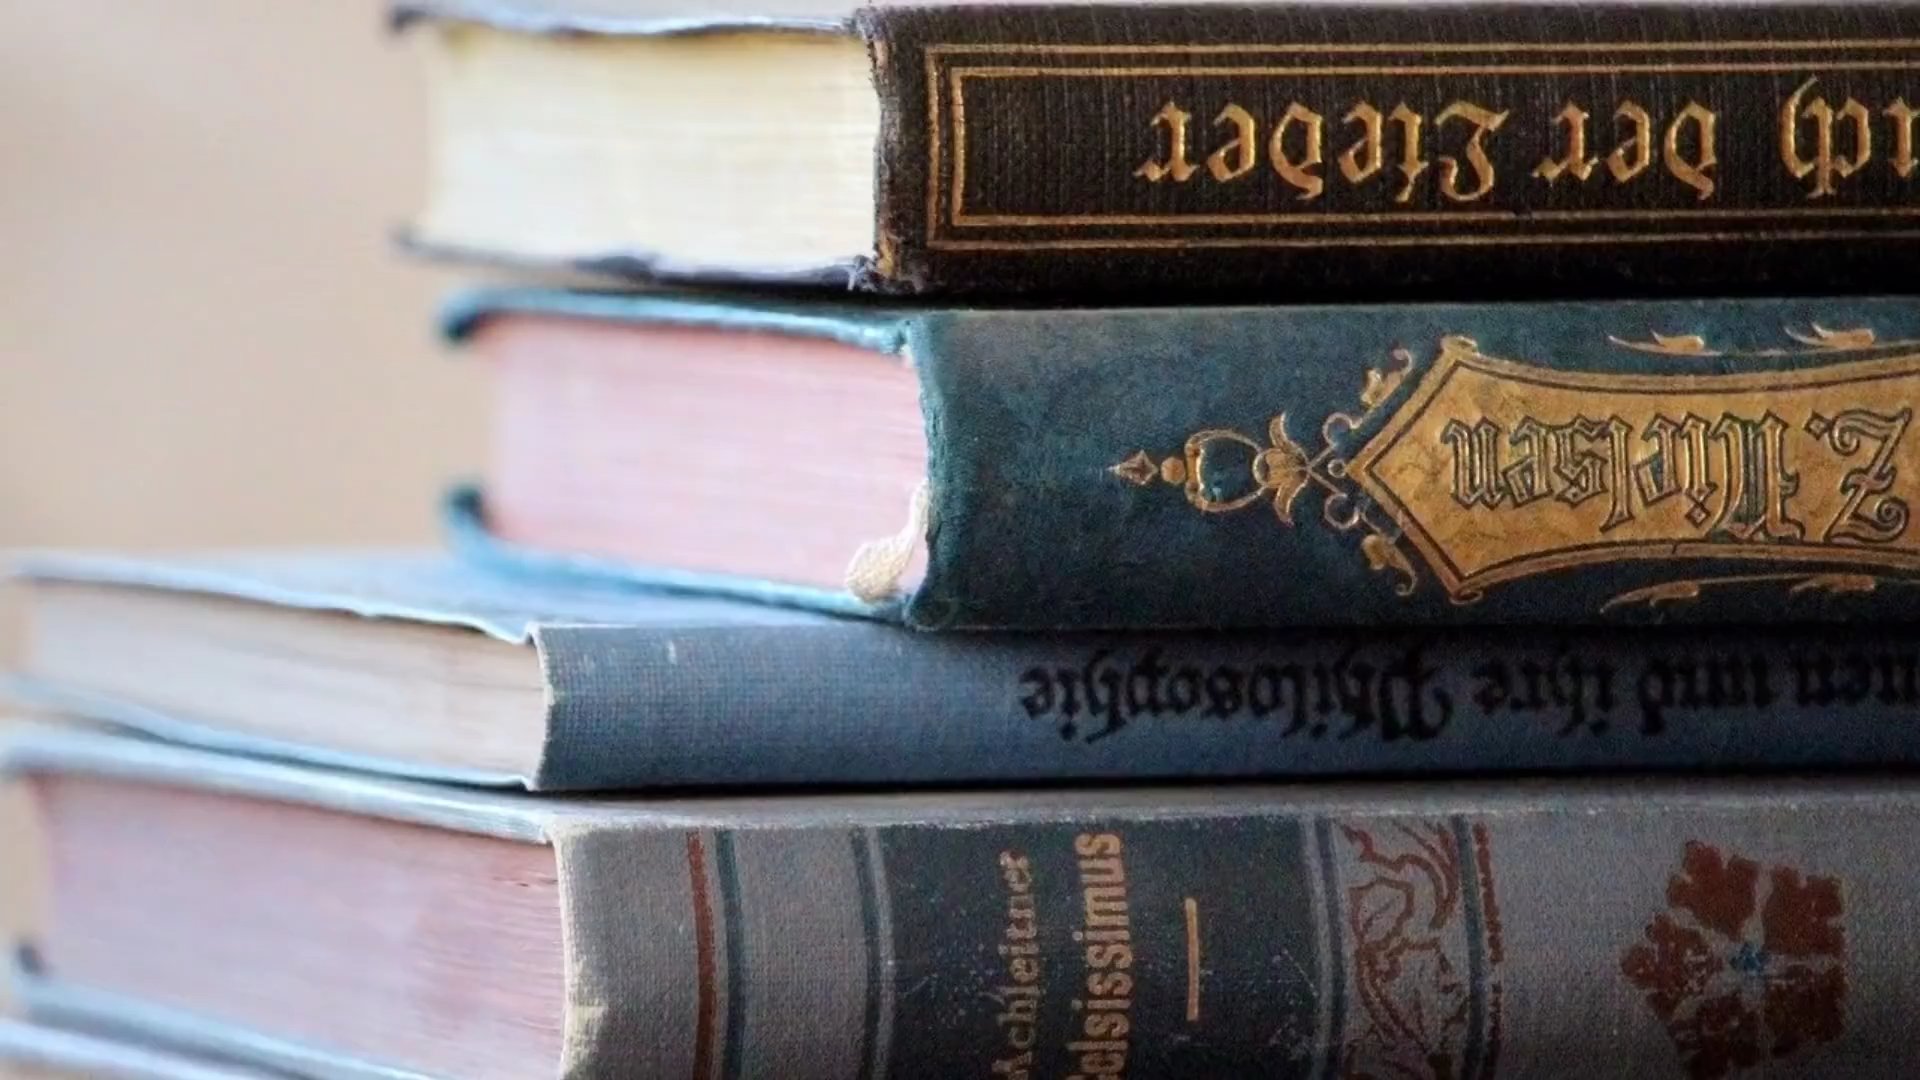 uch der Lieder
Z. Nielsen
nen und ihre Philosophie
Achleitner
Celsissimus